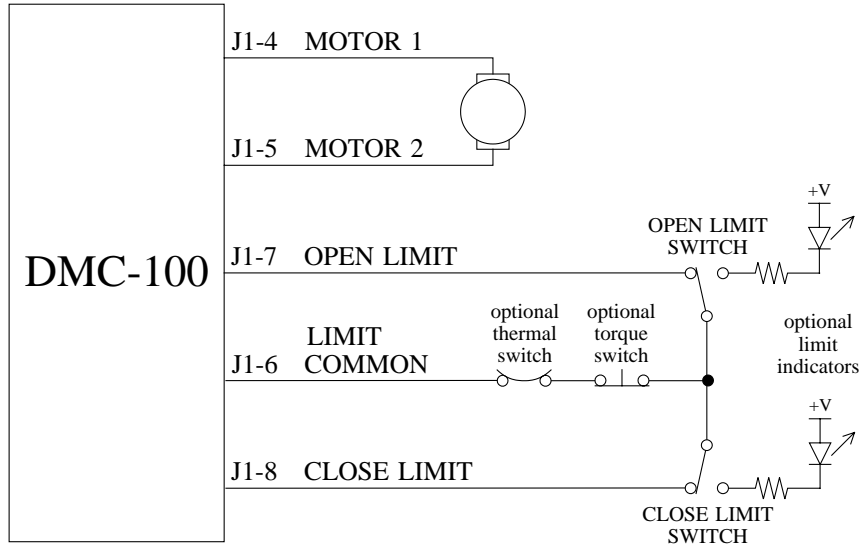 J1-4 MOTOR 1
J1-5 MOTOR 2
DMC-100
J1-7 OPEN LIMIT
OPEN LIMIT
SWITCH
+V
LIMIT
J1-6 COMMON
optional
thermal
switch
optional
torque
switch
optional
limit
indicators
+V
J1-8 CLOSE LIMIT
CLOSE LIMIT
SWITCH